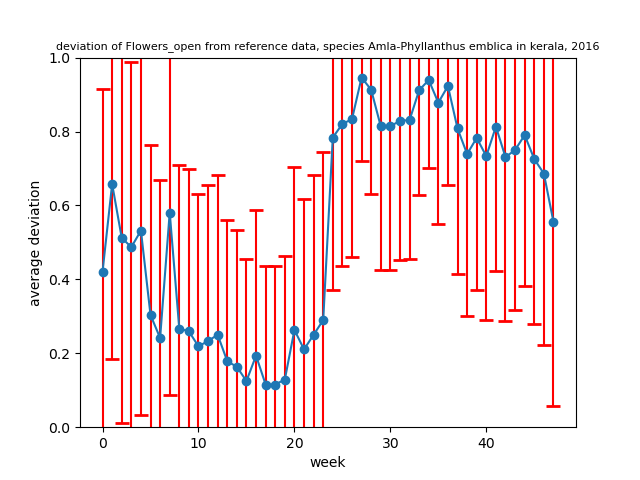 deviation of Flowers_open from reference data, species Amla-Phyllanthus emblica in kerala, 2016
1.0
0.8
0.6
0.4
0.2
0.0
average deviation
0 10 20 30 40
week